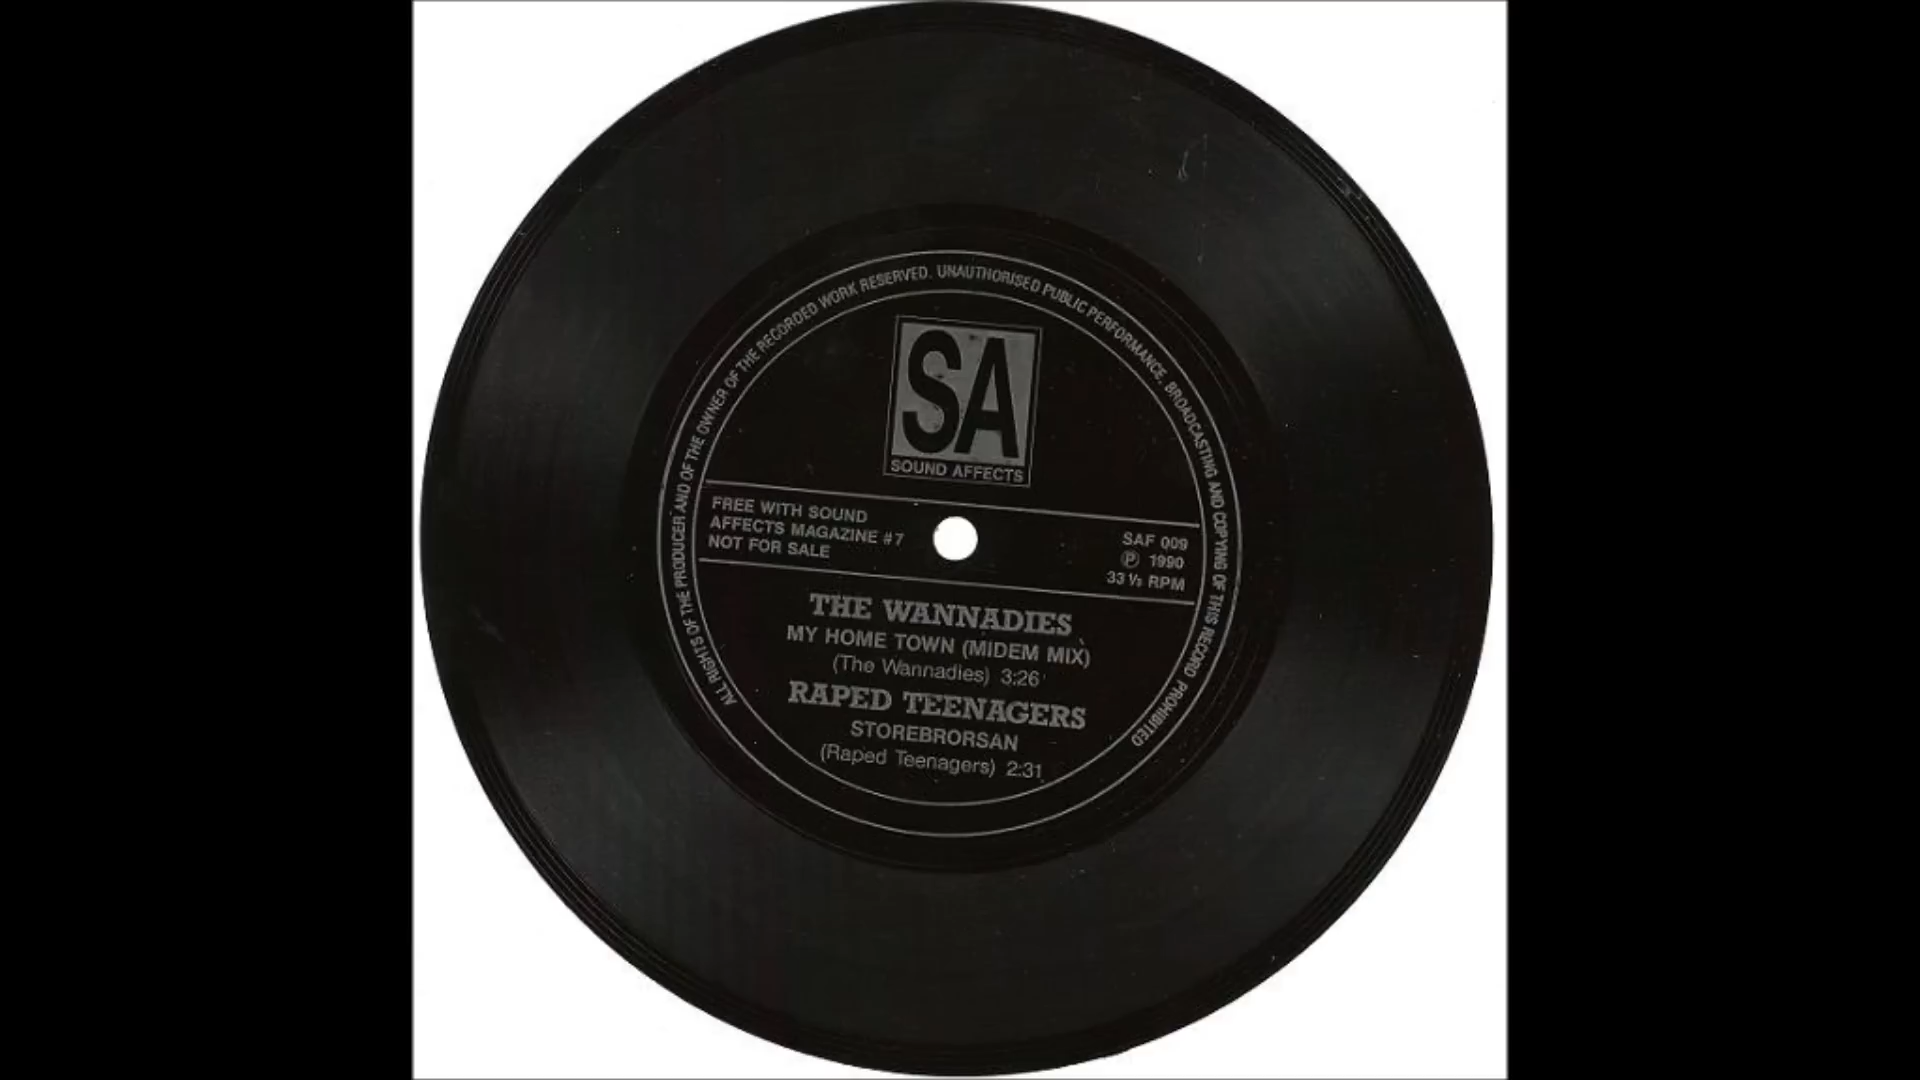 ALL RIGHTS OF THE PRODUCER AND OF THE OWNER OF THE RECORDED WORK RESERVED. UNAUTHORISED PUBLIC PERFORMANCE, BROADCASTING AND COPYING OF THIS RECORD PROHIBITED
SA
SOUND AFFECTS
FREE WITH SOUND
AFFECTS MAGAZINE #7
NOT FOR SALE
SAF 009
Ⓟ 1990
33⅓ RPM
THE WANNADIES
MY HOME TOWN (MIDEM MIX)
(The Wannadies) 3:26
RAPED TEENAGERS
STOREBRORSAN
(Raped Teenagers) 2:31